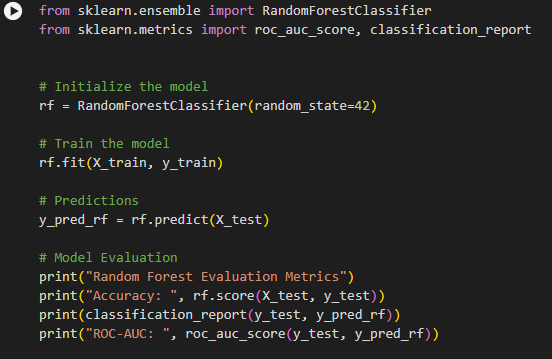 from sklearn.ensemble import RandomForestClassifier
from sklearn.metrics import roc_auc_score, classification_report
# Initialize the model
rf = RandomForestClassifier(random_state=42)
# Train the model
rf.fit(X_train, y_train)
# Predictions
y_pred_rf = rf.predict(X_test)
# Model Evaluation
print("Random Forest Evaluation Metrics")
print("Accuracy: ", rf.score(X_test, y_test))
print(classification_report(y_test, y_pred_rf))
print("ROC-AUC: ", roc_auc_score(y_test, y_pred_rf))